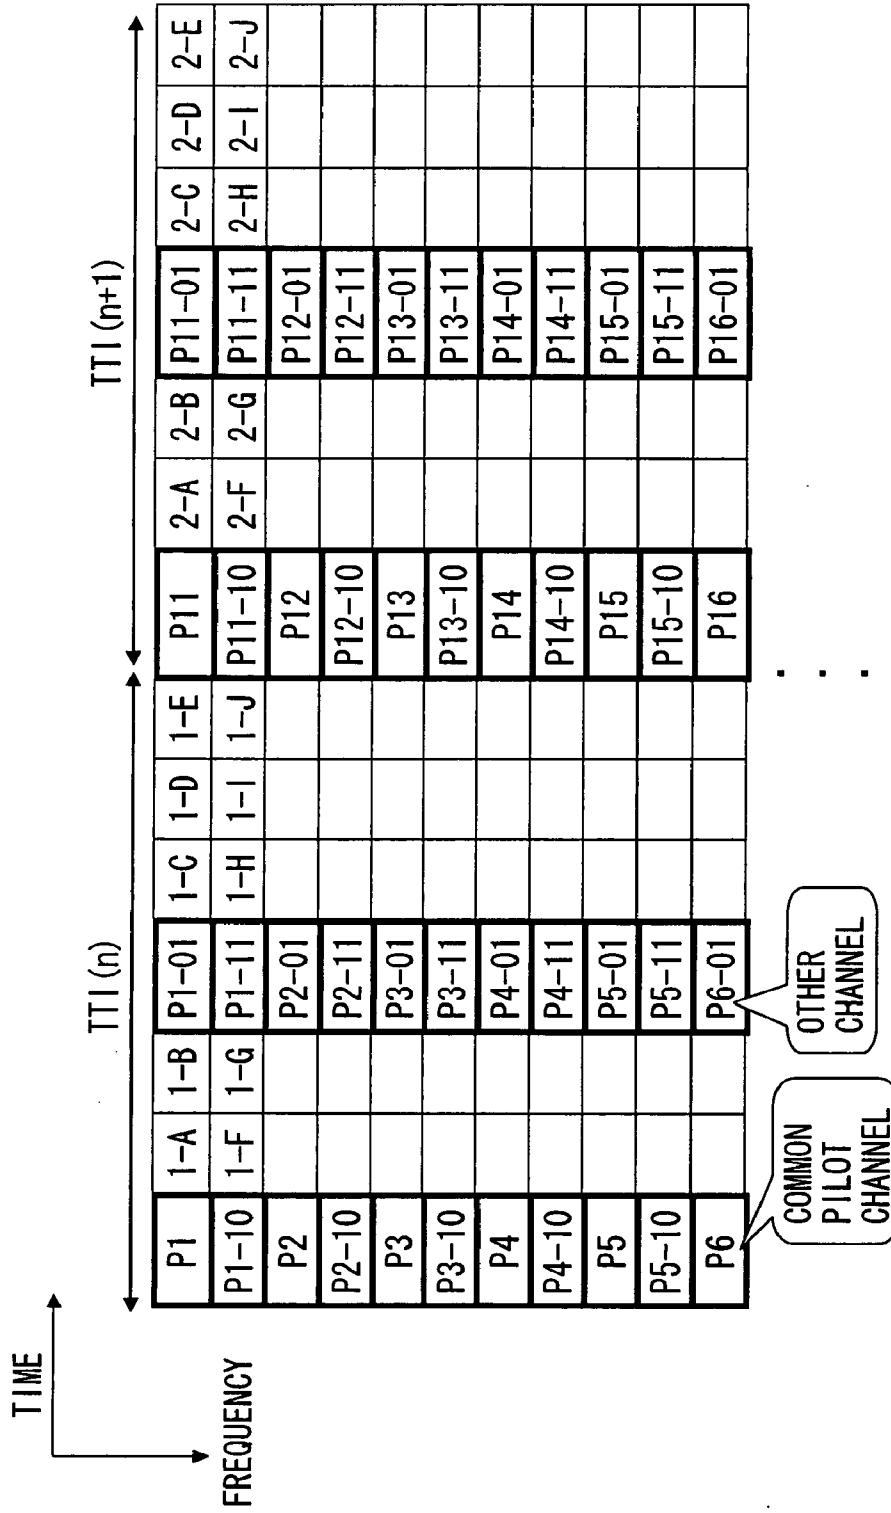 TIME
FREQUENCY
TTI(n) TTI(n+1)
P1 1-A 1-B P1-01 1-C 1-D 1-E P11 2-A 2-B P11-01 2-C 2-D 2-E
P1-10 1-F 1-G P1-11 1-H 1-I 1-J P11-10 2-F 2-G P11-11 2-H 2-I 2-J
P2 P2-01 P12 P12-01
P2-10 P2-11 P12-10 P12-11
P3 P3-01 P13 P13-01
P3-10 P3-11 P13-10 P13-11
P4 P4-01 P14 P14-01
P4-10 P4-11 P14-10 P14-11
P5 P5-01 P15 P15-01
P5-10 P5-11 P15-10 P15-11
P6 P6-01 P16 P16-01
COMMON
PILOT
CHANNEL
OTHER
CHANNEL
. . .